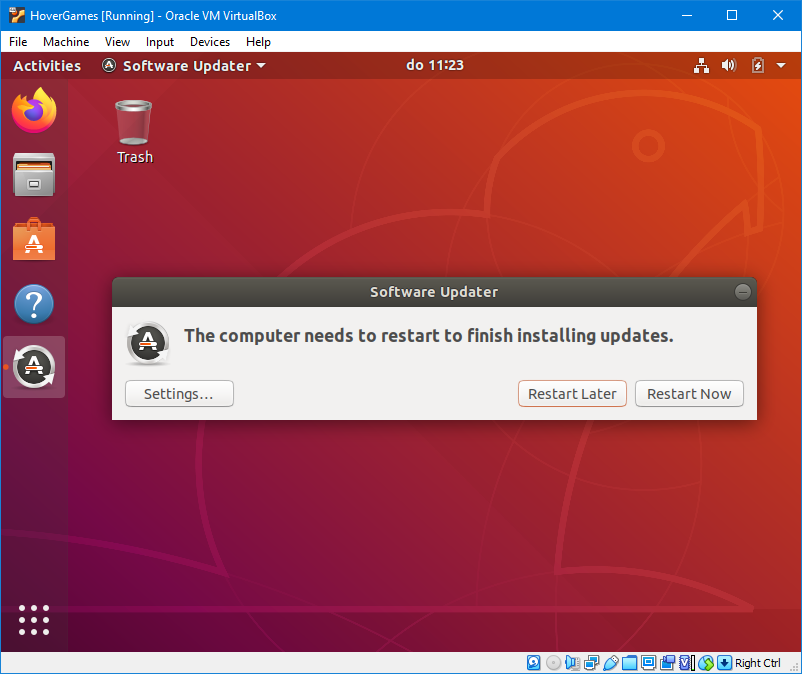 HoverGames [Running] - Oracle VM VirtualBox
File Machine View Input Devices Help
Activities Software Updater do 11:23
Trash
Software Updater
The computer needs to restart to finish installing updates.
Settings… Restart Later Restart Now
Right Ctrl